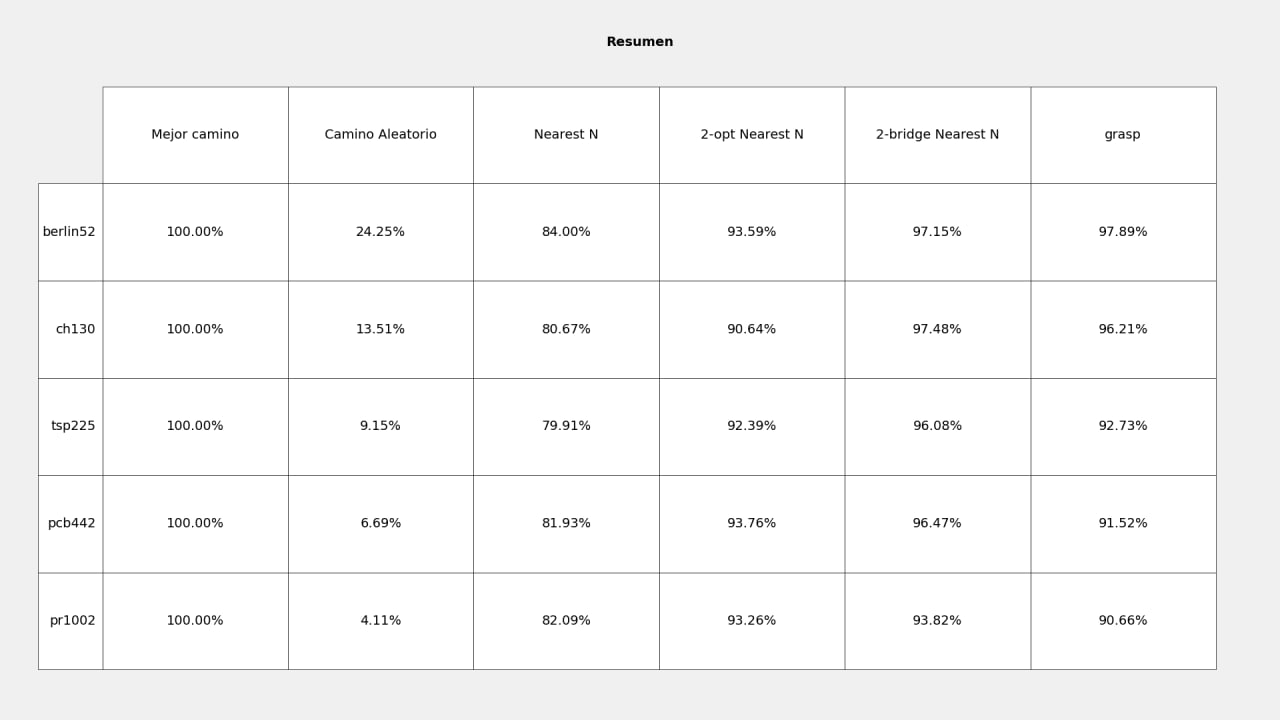 Resumen
Mejor camino Camino Aleatorio Nearest N 2-opt Nearest N 2-bridge Nearest N grasp
berlin52 100.00% 24.25% 84.00% 93.59% 97.15% 97.89%
ch130 100.00% 13.51% 80.67% 90.64% 97.48% 96.21%
tsp225 100.00% 9.15% 79.91% 92.39% 96.08% 92.73%
pcb442 100.00% 6.69% 81.93% 93.76% 96.47% 91.52%
pr1002 100.00% 4.11% 82.09% 93.26% 93.82% 90.66%